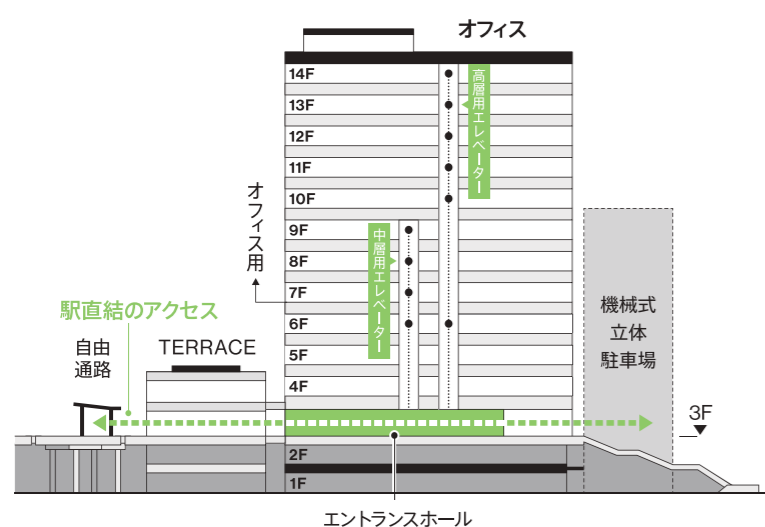 オフィス
14F
高層用エレベーター
13F
12F
11F
10F
オフィス用
9F
中層用エレベーター
8F
7F
6F
5F
4F
駅直結のアクセス
自由
通路
TERRACE
機械式
立体
駐車場
3F
2F
1F
エントランスホール